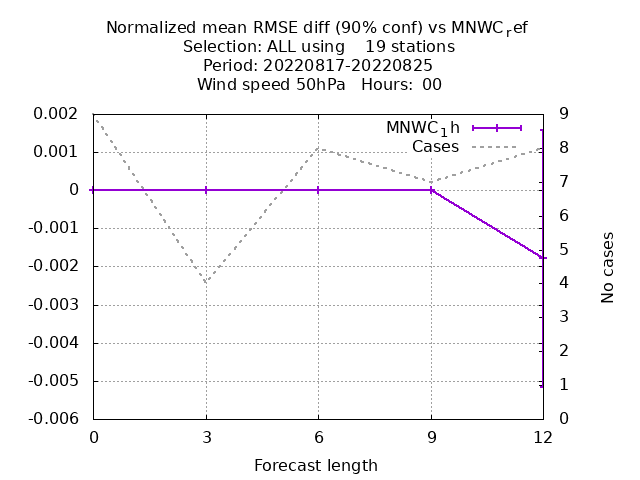 Normalized mean RMSE diff (90% conf) vs MNWCref
Selection: ALL using    19 stations
Period: 20220817-20220825
Wind speed 50hPa   Hours:  00
MNWC1h
Cases
0.002
0.001
0
-0.001
-0.002
-0.003
-0.004
-0.005
-0.006
9
8
7
6
5
4
3
2
1
0
No cases
0 3 6 9 12
Forecast length